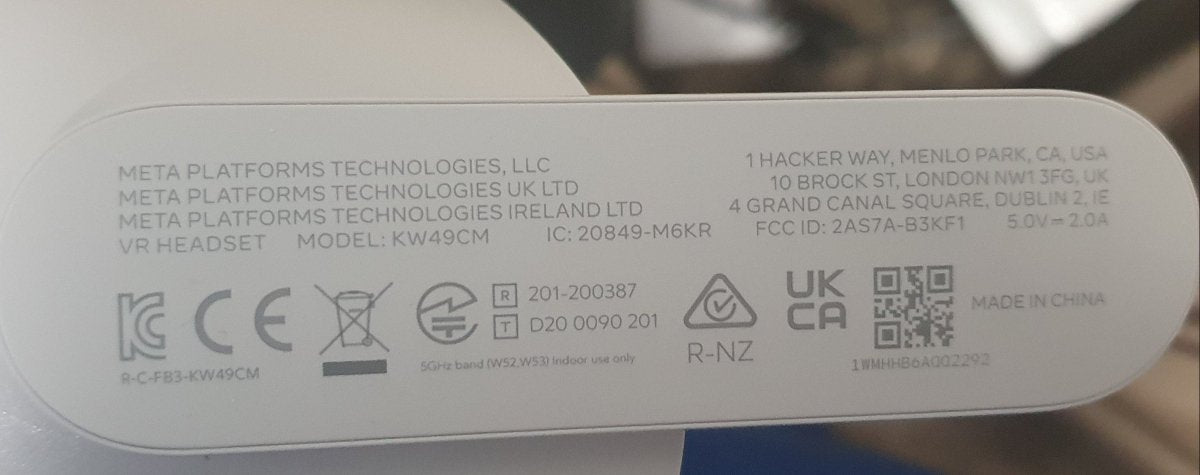 META PLATFORMS TECHNOLOGIES, LLC
1 HACKER WAY, MENLO PARK, CA, USA
META PLATFORMS TECHNOLOGIES UK LTD
10 BROCK ST, LONDON NW1 3FG, UK
META PLATFORMS TECHNOLOGIES IRELAND LTD
4 GRAND CANAL SQUARE, DUBLIN 2, IE
VR HEADSET MODEL: KW49CM IC: 20849-M6KR FCC ID: 2AS7A-B3KF1 5.0V⎓2.0A
CE
R 201-200387
T D20 0090 201
UK
CA
MADE IN CHINA
R-NZ
5GHz band (W52,W53) Indoor use only
R-C-FB3-KW49CM
1WMHHB6A002292